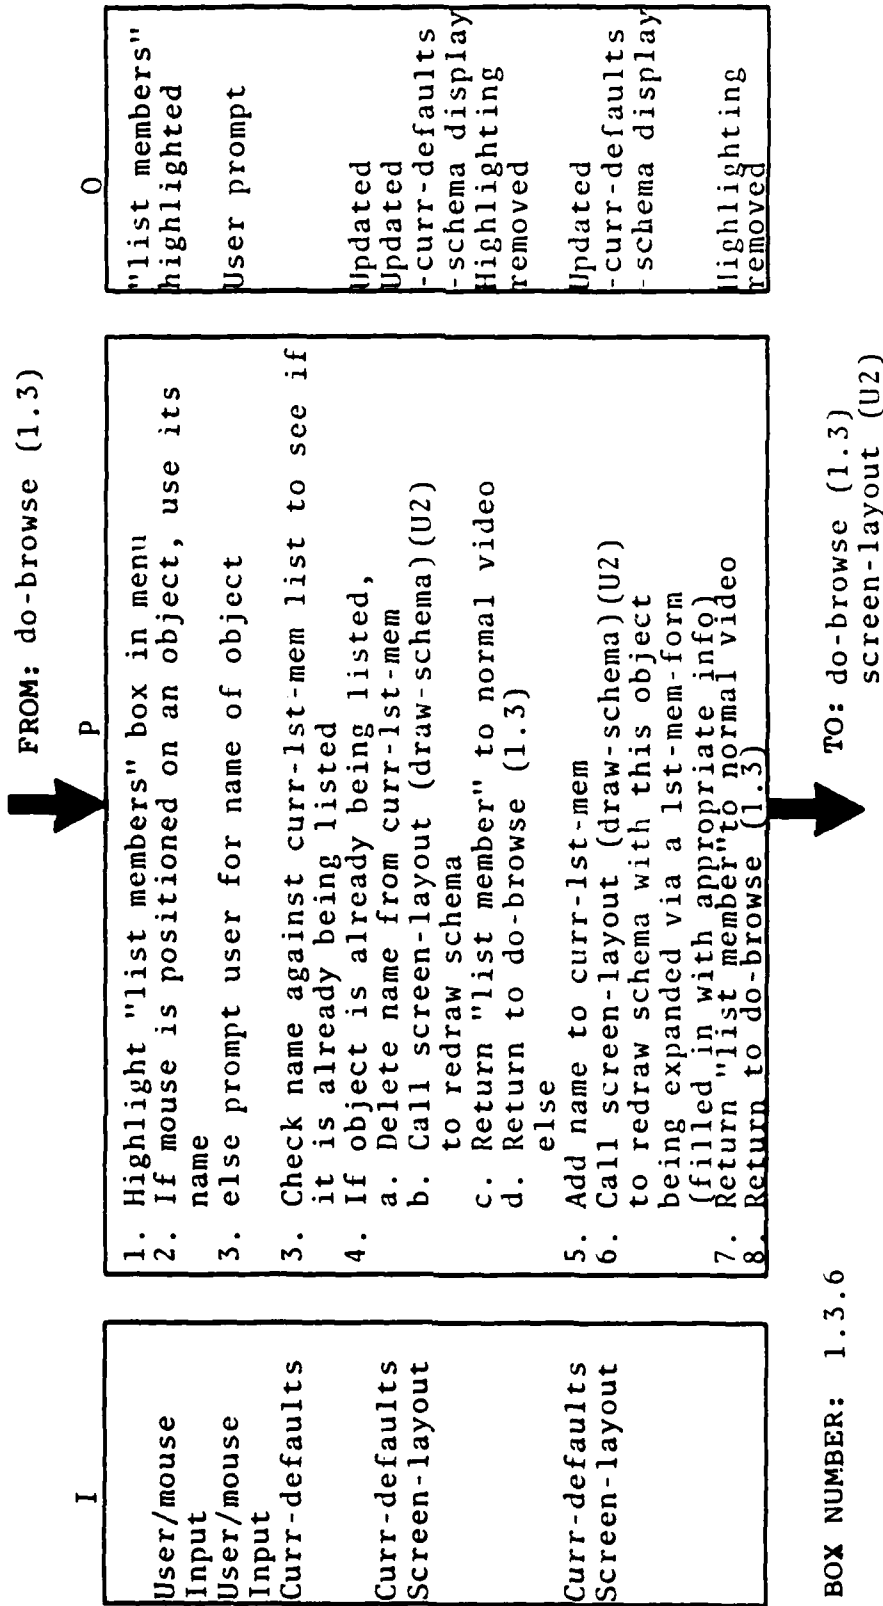 FROM: do-browse (1.3)
I
User/mouse
Input
User/mouse
Input
Curr-defaults
Curr-defaults
Screen-layout
Curr-defaults
Screen-layout
P
1. Highlight "list members" box in menu
2. If mouse is positioned on an object, use its
name
3. else prompt user for name of object
3. Check name against curr-lst-mem list to see if
it is already being listed
4. If object is already being listed,
a. Delete name from curr-lst-mem
b. Call screen-layout (draw-schema)(U2)
to redraw schema
c. Return "list member" to normal video
d. Return to do-browse (1.3)
else
5. Add name to curr-lst-mem
6. Call screen-layout (draw-schema)(U2)
to redraw schema with this object
being expanded via a lst-mem-form
(filled in with appropriate info)
7. Return "list member"to normal video
8. Return to do-browse (1.3)
O
"list members"
highlighted
User prompt
Updated
Updated
-curr-defaults
-schema display
Highlighting
removed
Updated
-curr-defaults
-schema display
Highlighting
removed
BOX NUMBER: 1.3.6
TO: do-browse (1.3)
screen-layout (U2)